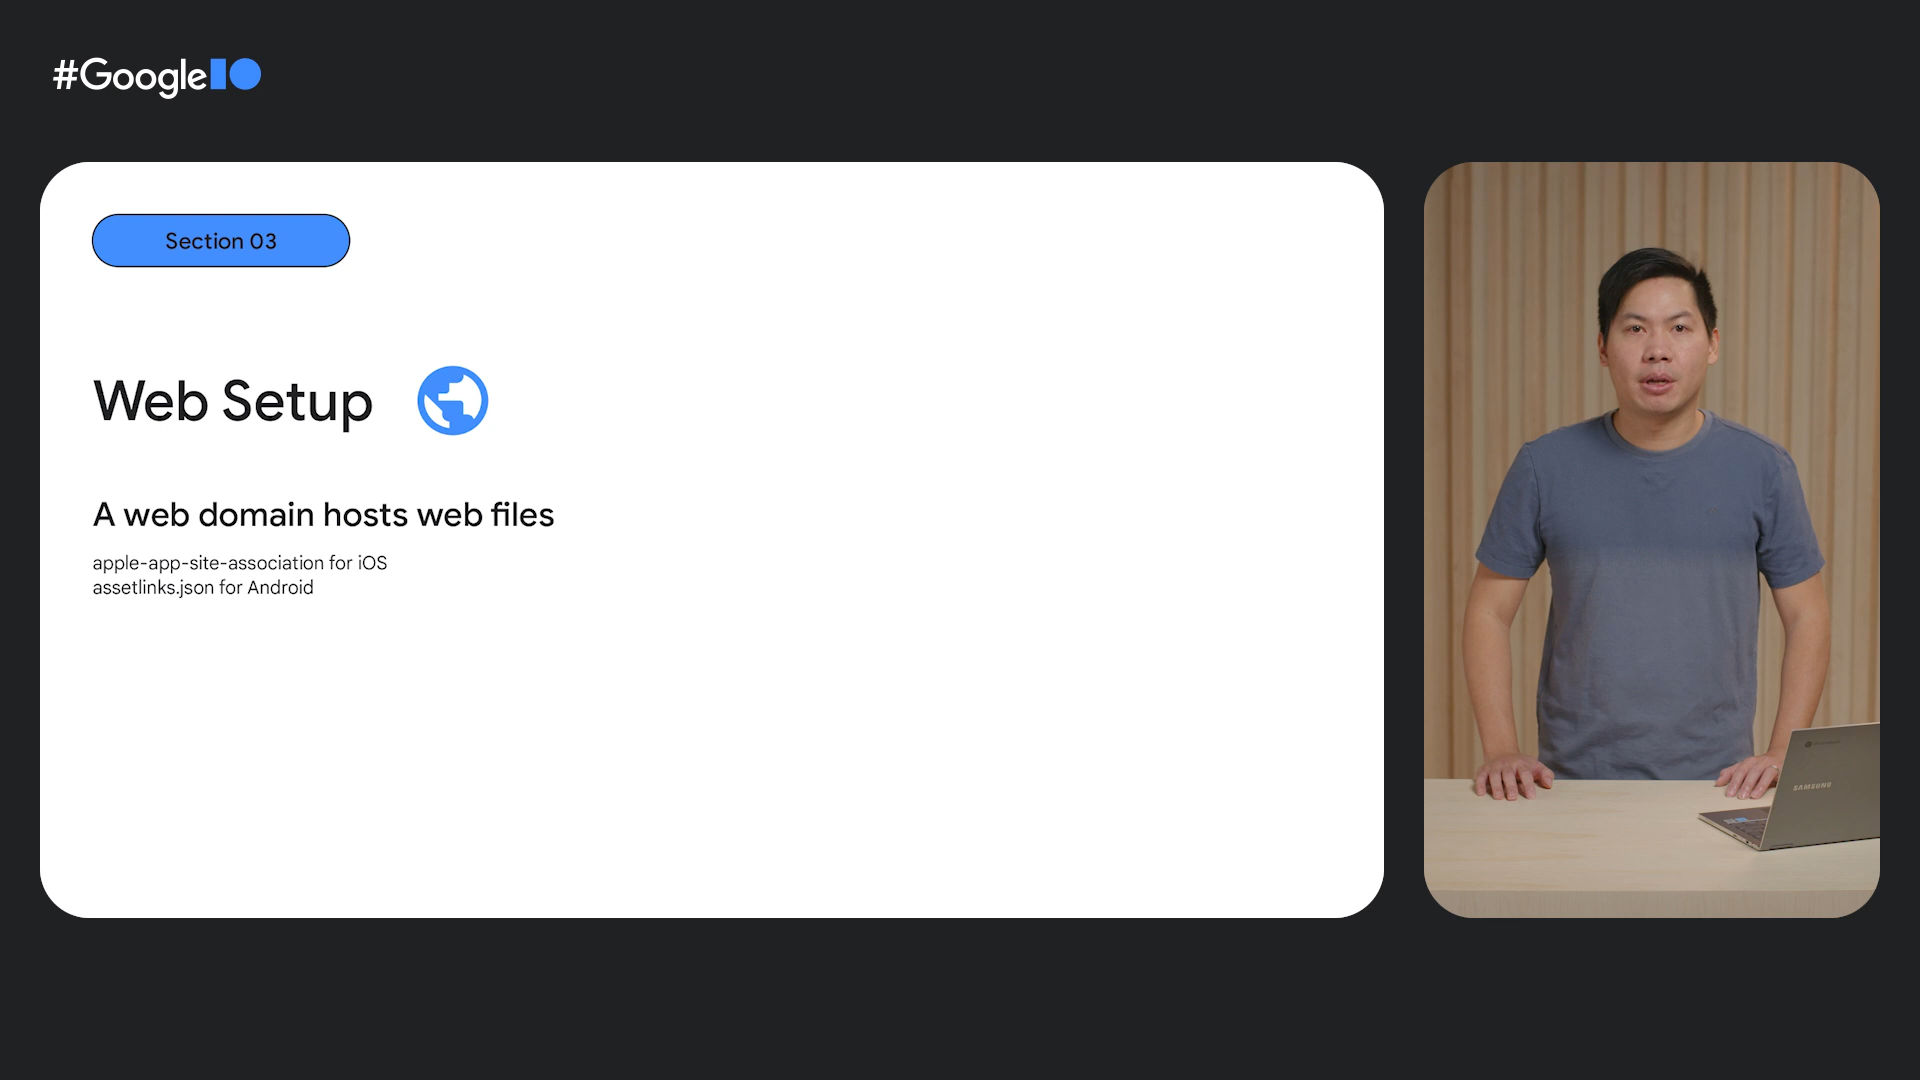 #GoogleIO
Section 03
Web Setup
A web domain hosts web files
apple-app-site-association for iOS
assetlinks.json for Android
SAMSUNG